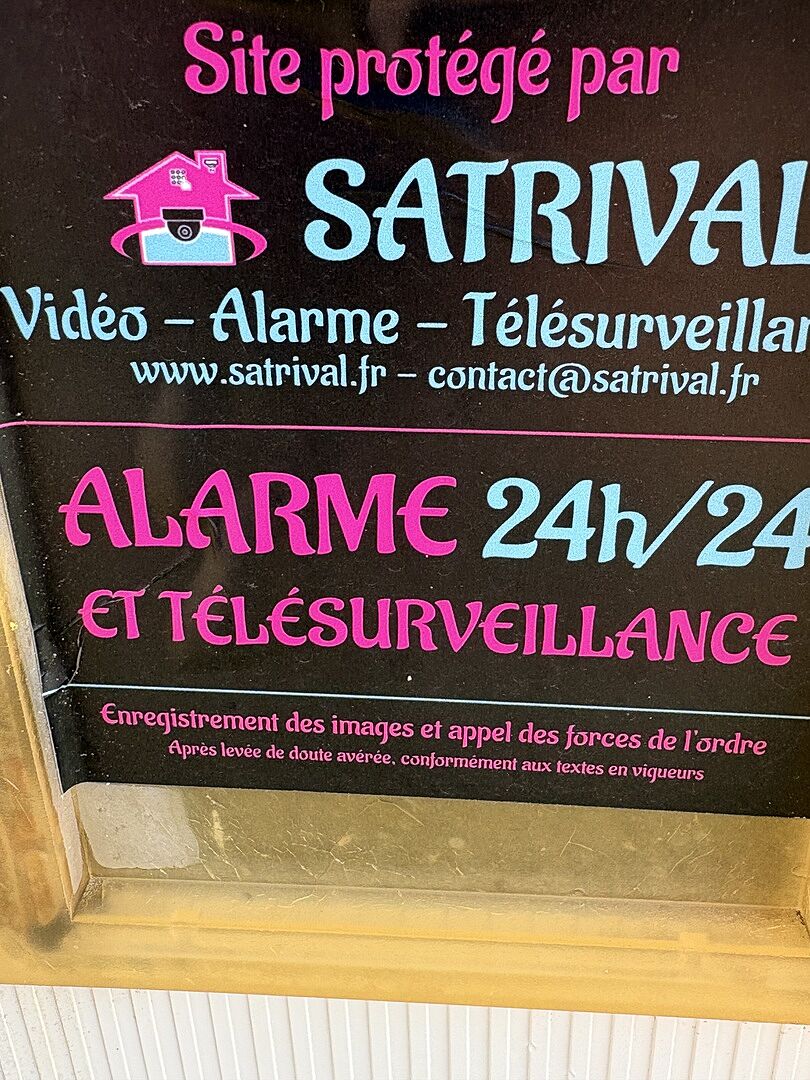 Site protégé par
SATRIVAL
Vidéo – Alarme – Télésurveillan
www.satrival.fr – contact@satrival.fr
ALARME 24h/24
ET TÉLÉSURVEILLANCE
Enregistrement des images et appel des forces de l'ordre
Après levée de doute avérée, conformément aux textes en vigueurs